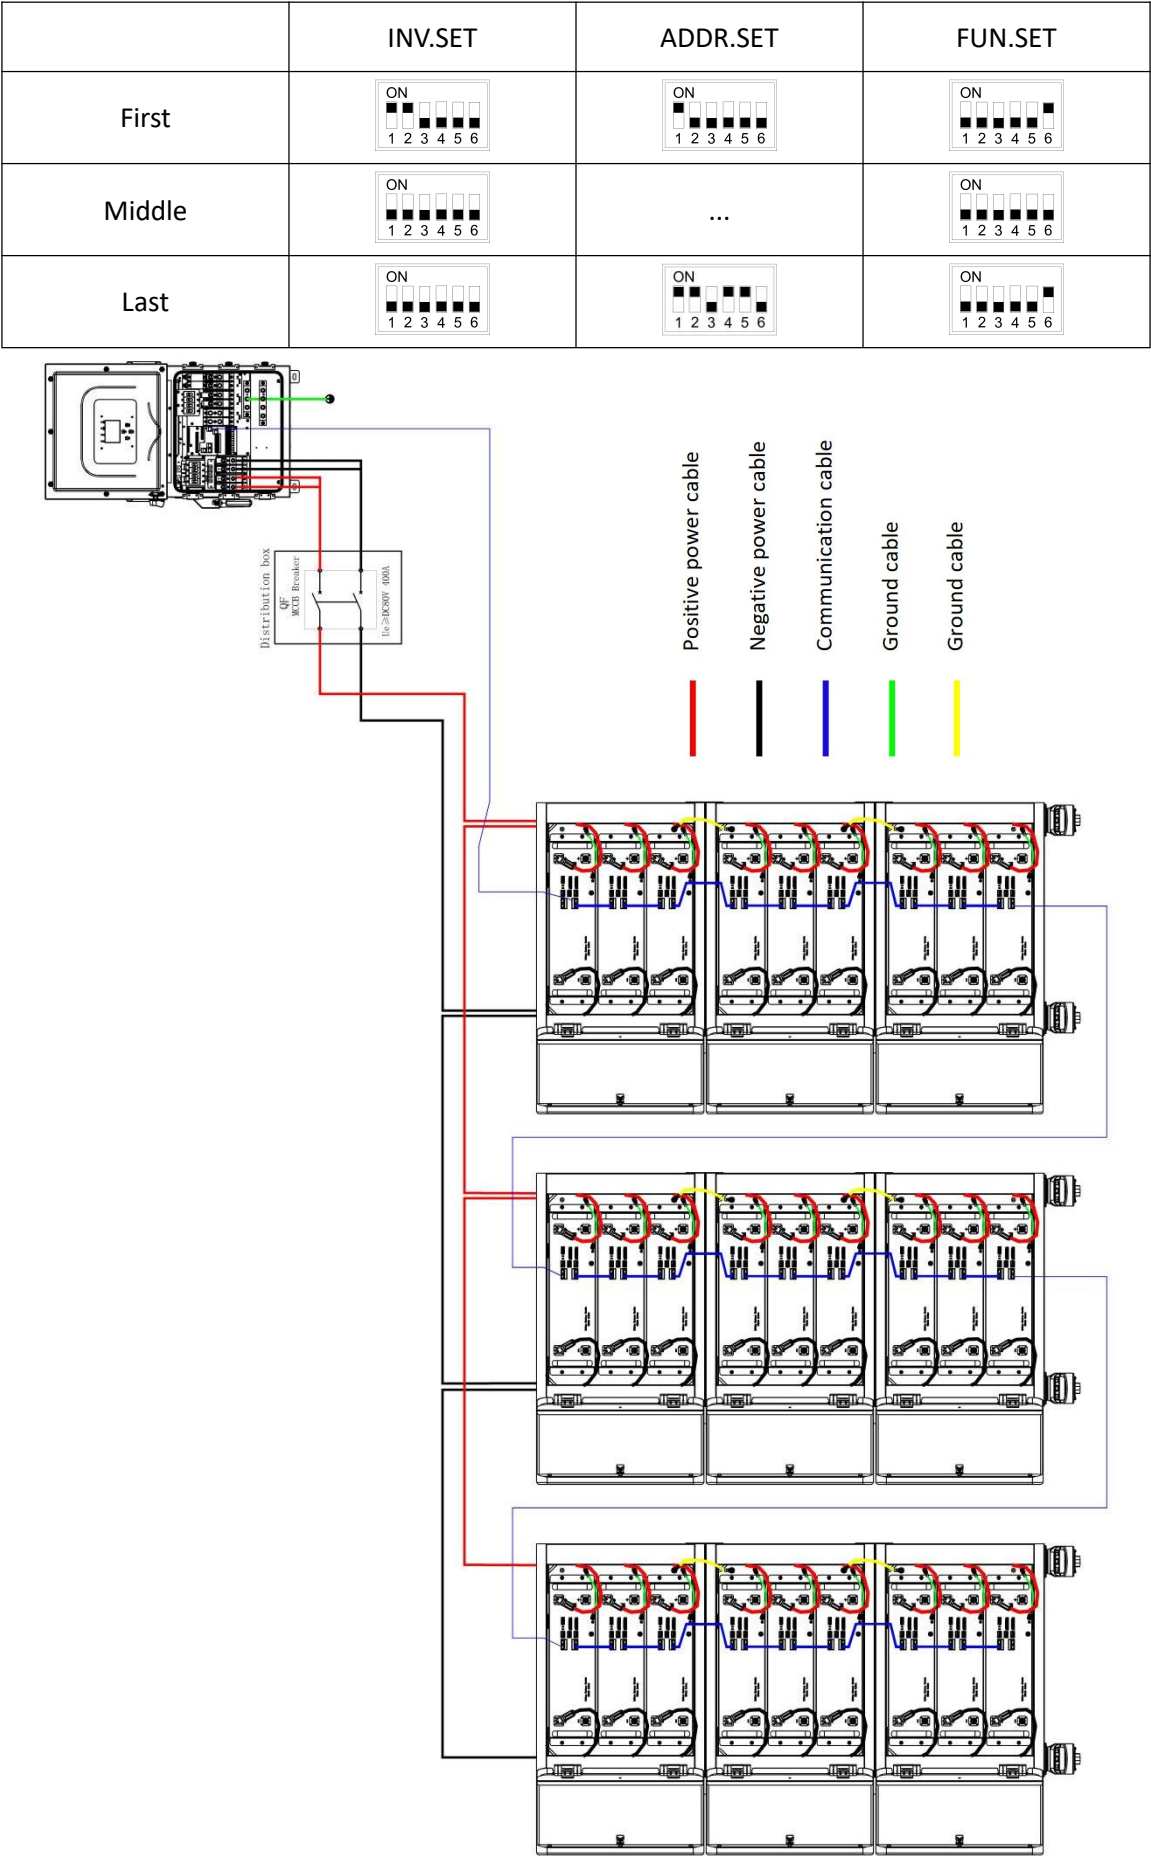 INV.SET ADDR.SET FUN.SET
First
ON
1 2 3 4 5 6
ON
1 2 3 4 5 6
ON
1 2 3 4 5 6
Middle
ON
1 2 3 4 5 6
...
ON
1 2 3 4 5 6
Last
ON
1 2 3 4 5 6
ON
1 2 3 4 5 6
ON
1 2 3 4 5 6
Distribution box
QF
MCCB Breaker
Ue≥DC80V 400A
Positive power cable
Negative power cable
Communication cable
Ground cable
Ground cable